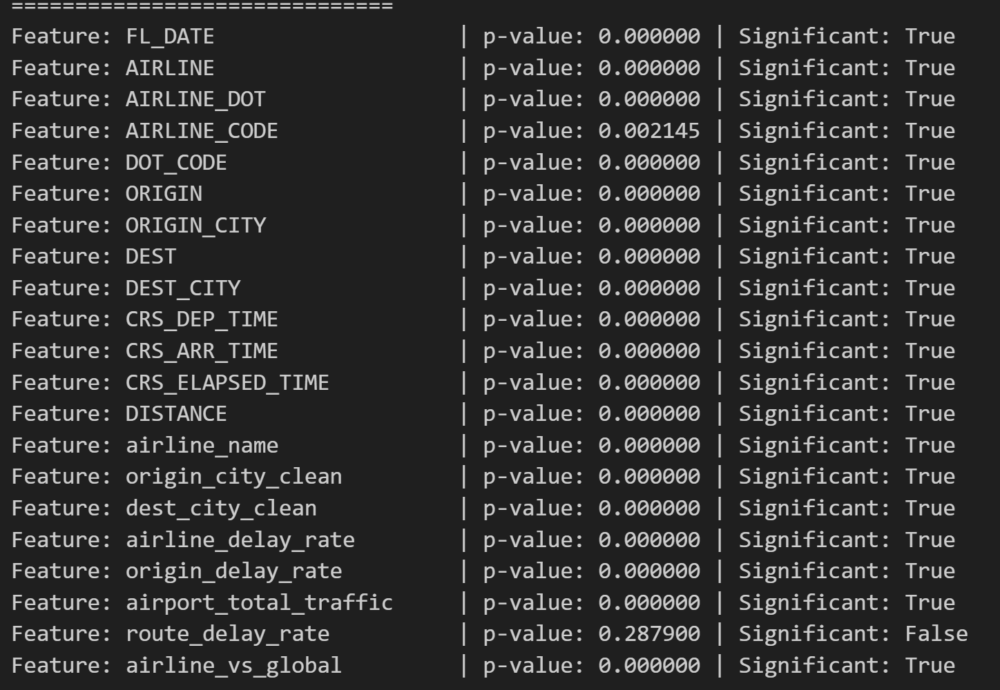 ==============================
Feature: FL_DATE                   | p-value: 0.000000 | Significant: True
Feature: AIRLINE                   | p-value: 0.000000 | Significant: True
Feature: AIRLINE_DOT               | p-value: 0.000000 | Significant: True
Feature: AIRLINE_CODE              | p-value: 0.002145 | Significant: True
Feature: DOT_CODE                  | p-value: 0.000000 | Significant: True
Feature: ORIGIN                    | p-value: 0.000000 | Significant: True
Feature: ORIGIN_CITY               | p-value: 0.000000 | Significant: True
Feature: DEST                      | p-value: 0.000000 | Significant: True
Feature: DEST_CITY                 | p-value: 0.000000 | Significant: True
Feature: CRS_DEP_TIME              | p-value: 0.000000 | Significant: True
Feature: CRS_ARR_TIME              | p-value: 0.000000 | Significant: True
Feature: CRS_ELAPSED_TIME          | p-value: 0.000000 | Significant: True
Feature: DISTANCE                  | p-value: 0.000000 | Significant: True
Feature: airline_name              | p-value: 0.000000 | Significant: True
Feature: origin_city_clean         | p-value: 0.000000 | Significant: True
Feature: dest_city_clean           | p-value: 0.000000 | Significant: True
Feature: airline_delay_rate        | p-value: 0.000000 | Significant: True
Feature: origin_delay_rate         | p-value: 0.000000 | Significant: True
Feature: airport_total_traffic     | p-value: 0.000000 | Significant: True
Feature: route_delay_rate          | p-value: 0.287900 | Significant: False
Feature: airline_vs_global         | p-value: 0.000000 | Significant: True